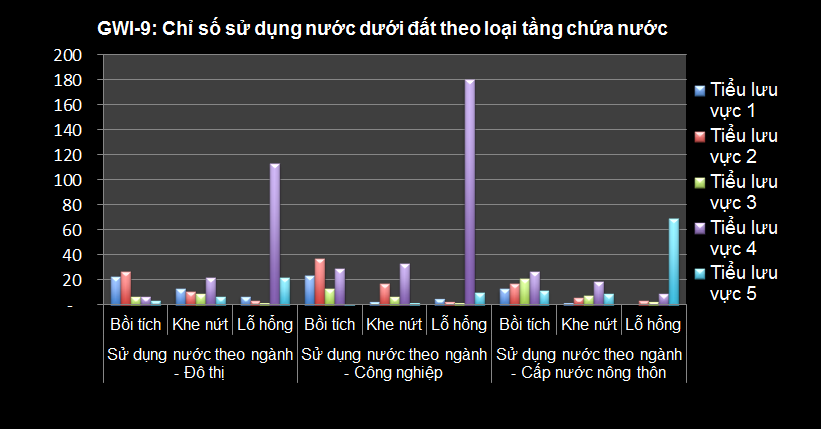 GWI-9: Chỉ số sử dụng nước dưới đất theo loại tầng chứa nước
200
180
160
140
120
100
80
60
40
20
-
Bồi tích Khe nứt Lỗ hổng Bồi tích Khe nứt Lỗ hổng Bồi tích Khe nứt Lỗ hổng
Sử dụng nước theo ngành
- Đô thị
Sử dụng nước theo ngành
- Công nghiệp
Sử dụng nước theo ngành
- Cấp nước nông thôn
Tiểu lưu
vực 1
Tiểu lưu
vực 2
Tiểu lưu
vực 3
Tiểu lưu
vực 4
Tiểu lưu
vực 5